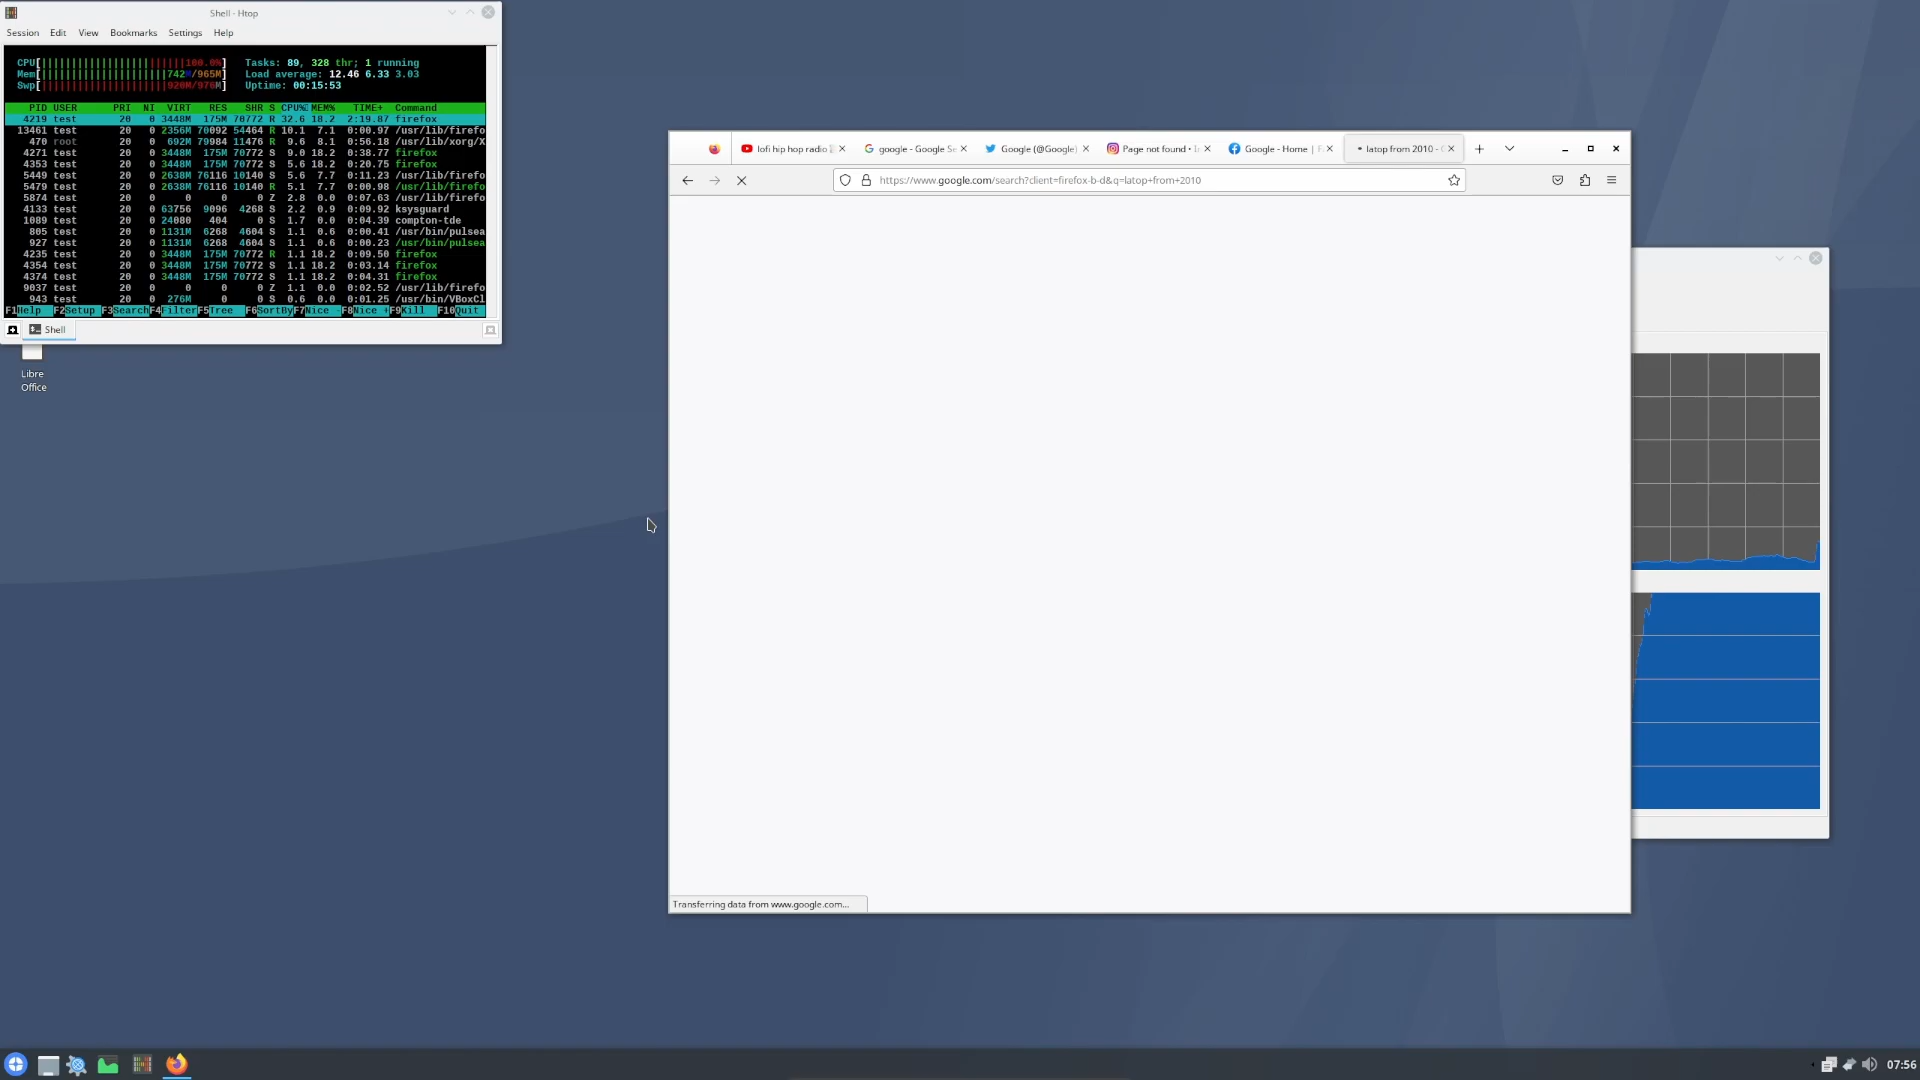 Shell - Htop
Session Edit View Bookmarks Settings Help
CPU[||||||||||||||||||||||||100.0%] Tasks: 89, 328 thr; 1 running
Mem[|||||||||||||||||||||742M/965M] Load average: 12.46 6.33 3.03
Swp[|||||||||||||||||||||920M/976M] Uptime: 00:15:53
PID USER PRI NI VIRT RES SHR S CPU% MEM% TIME+ Command
4219 test 20 0 3448M 175M 70772 R 32.6 18.2 2:19.87 firefox
13461 test 20 0 2356M 70092 54464 R 10.1 7.1 0:00.97 /usr/lib/firefo
470 root 20 0 692M 79984 11476 R 9.6 8.1 0:56.18 /usr/lib/xorg/X
4271 test 20 0 3448M 175M 70772 S 9.0 18.2 0:38.77 firefox
4353 test 20 0 3448M 175M 70772 S 5.6 18.2 0:20.75 firefox
5449 test 20 0 2638M 76116 10140 S 5.6 7.7 0:11.23 /usr/lib/firefo
5479 test 20 0 2638M 76116 10140 R 5.1 7.7 0:00.98 /usr/lib/firefo
5874 test 20 0 0 0 0 Z 2.8 0.0 0:07.63 /usr/lib/firefo
4133 test 20 0 63756 9096 4268 S 2.2 0.9 0:09.92 ksysguard
1089 test 20 0 24080 404 0 S 1.7 0.0 0:04.39 compton-tde
805 test 20 0 1131M 6268 4604 S 1.1 0.6 0:00.41 /usr/bin/pulsea
927 test 20 0 1131M 6268 4604 S 1.1 0.6 0:00.23 /usr/bin/pulsea
4235 test 20 0 3448M 175M 70772 R 1.1 18.2 0:09.50 firefox
4354 test 20 0 3448M 175M 70772 S 1.1 18.2 0:03.14 firefox
4374 test 20 0 3448M 175M 70772 S 1.1 18.2 0:04.31 firefox
9037 test 20 0 0 0 0 Z 1.1 0.0 0:02.52 /usr/lib/firefo
943 test 20 0 276M 0 0 S 0.6 0.0 0:01.25 /usr/bin/VBoxCl
F1Help F2Setup F3SearchF4FilterF5Tree F6SortByF7Nice -F8Nice +F9Kill F10Quit
Shell
Libre
Office
lofi hip hop radio google - Google Se Google (@Google) Page not found • In Google - Home | F latop from 2010 - G
https://www.google.com/search?client=firefox-b-d&q=latop+from+2010
Transferring data from www.google.com...
07:56